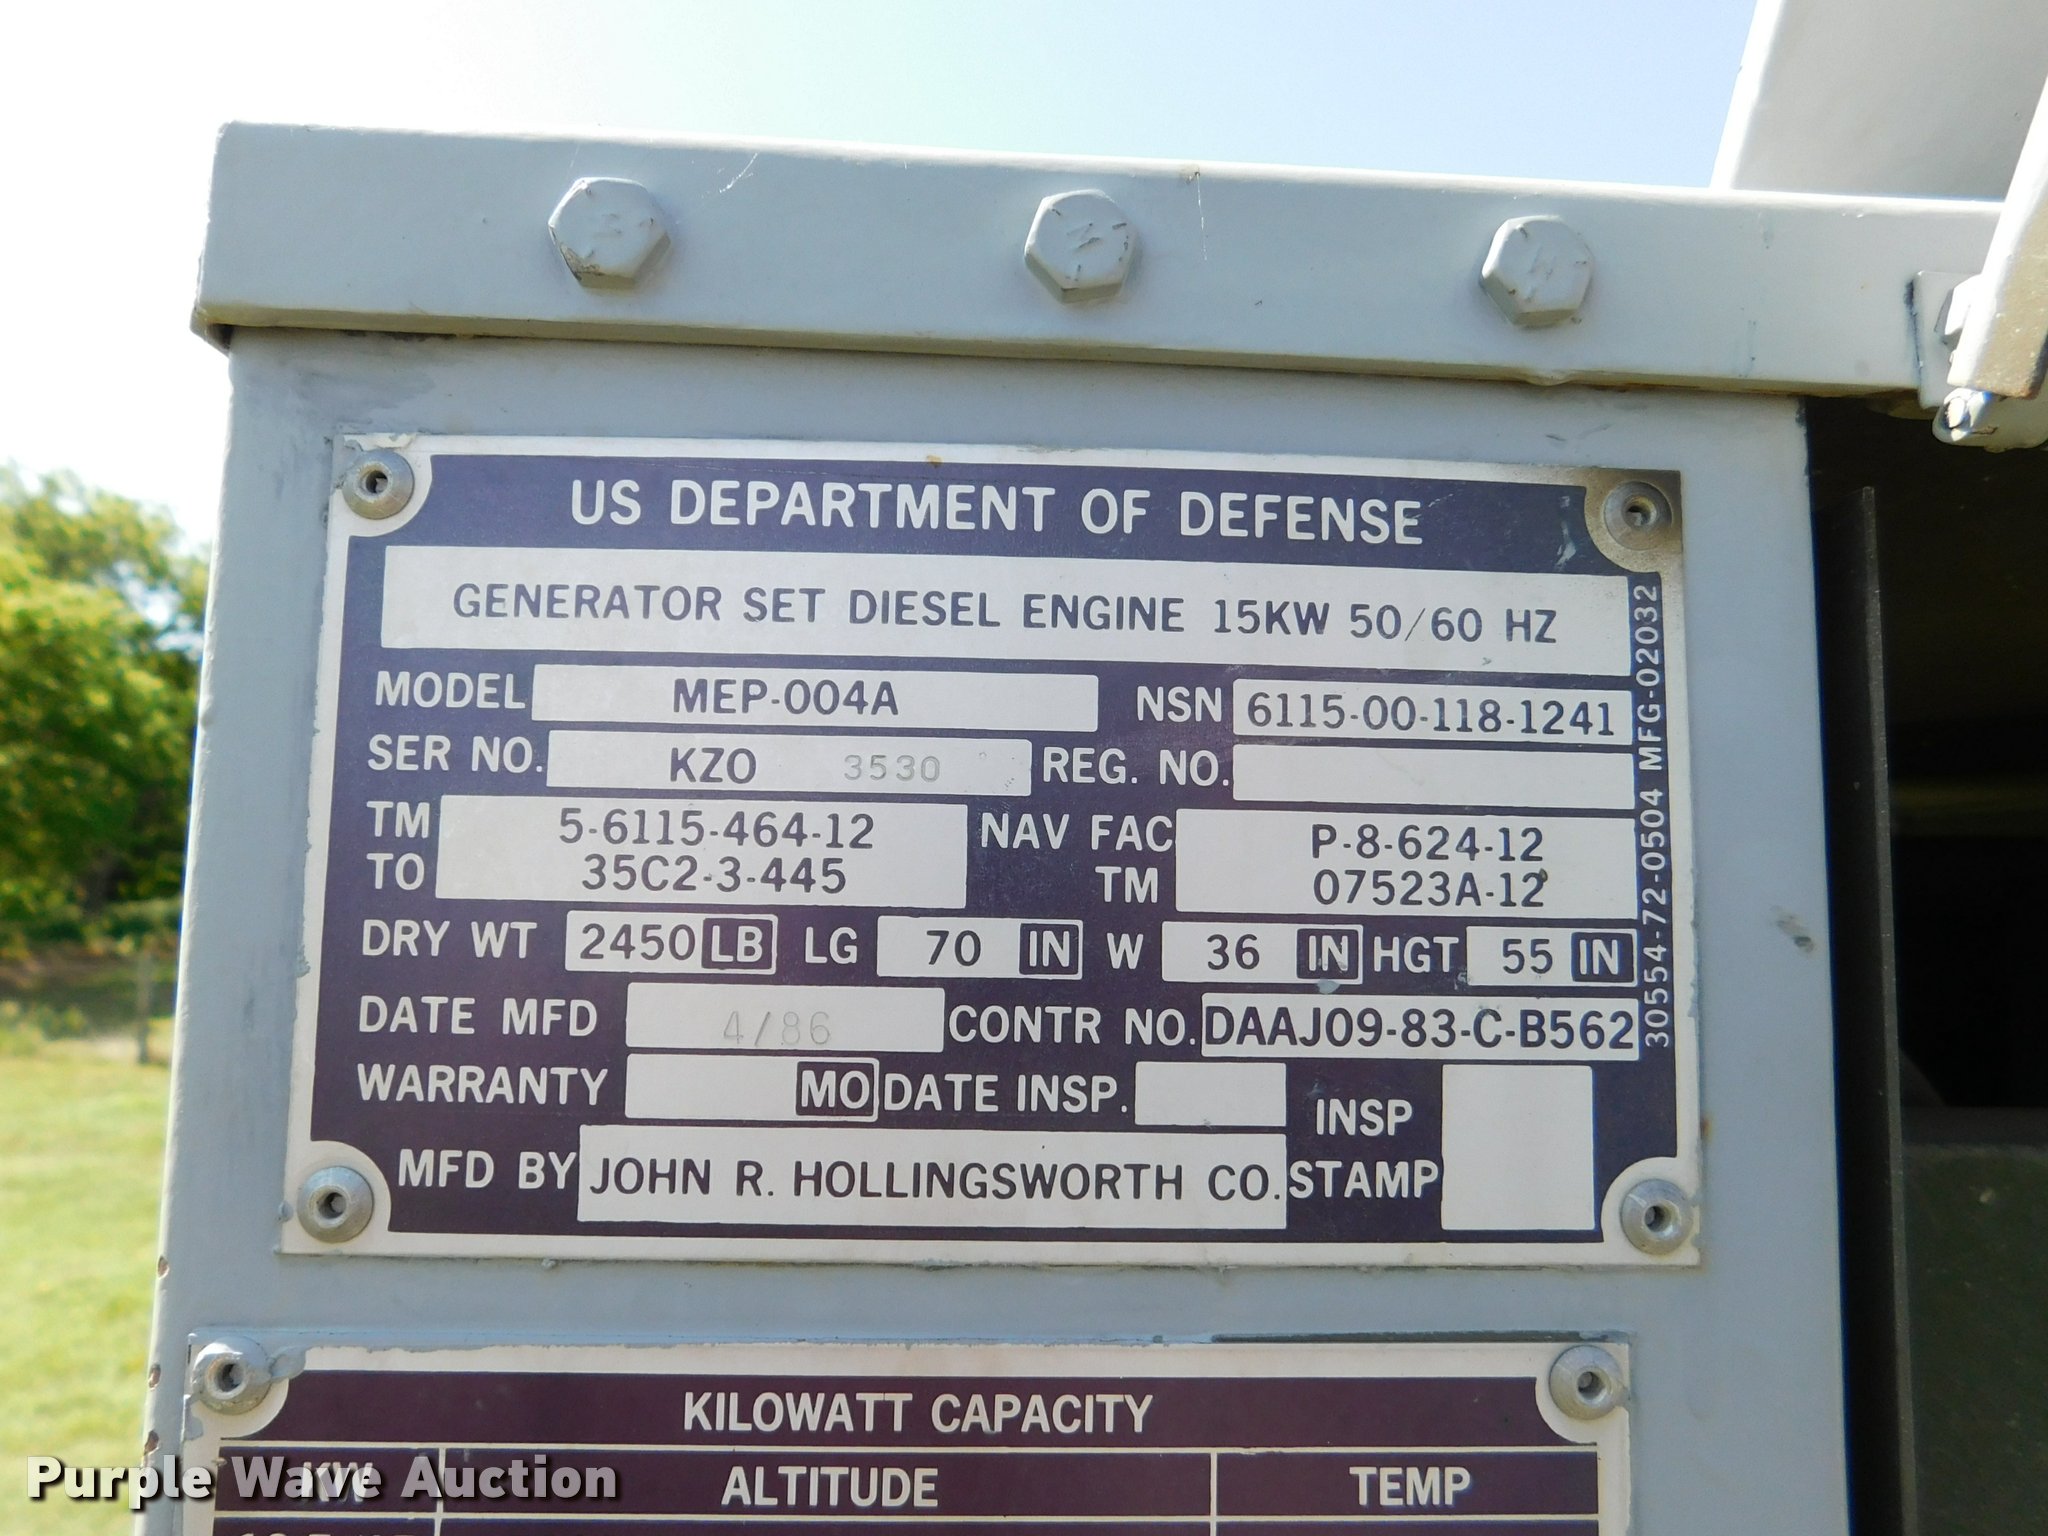 US DEPARTMENT OF DEFENSE
GENERATOR SET DIESEL ENGINE 15KW 50/60 HZ
MODEL MEP-004A NSN 6115-00-118-1241
SER NO. KZO 3530 REG. NO.
TM 5-6115-464-12 NAV FAC P-8-624-12
TO 35C2-3-445 TM 07523A-12
DRY WT 2450 LB LG 70 IN W 36 IN HGT 55 IN
DATE MFD 4/86 CONTR NO. DAAJ09-83-C-B562
WARRANTY MO DATE INSP. INSP STAMP
MFD BY JOHN R. HOLLINGSWORTH CO.
30554-72-0504 MFG-02032
KILOWATT CAPACITY
KW ALTITUDE TEMP
Purple Wave Auction